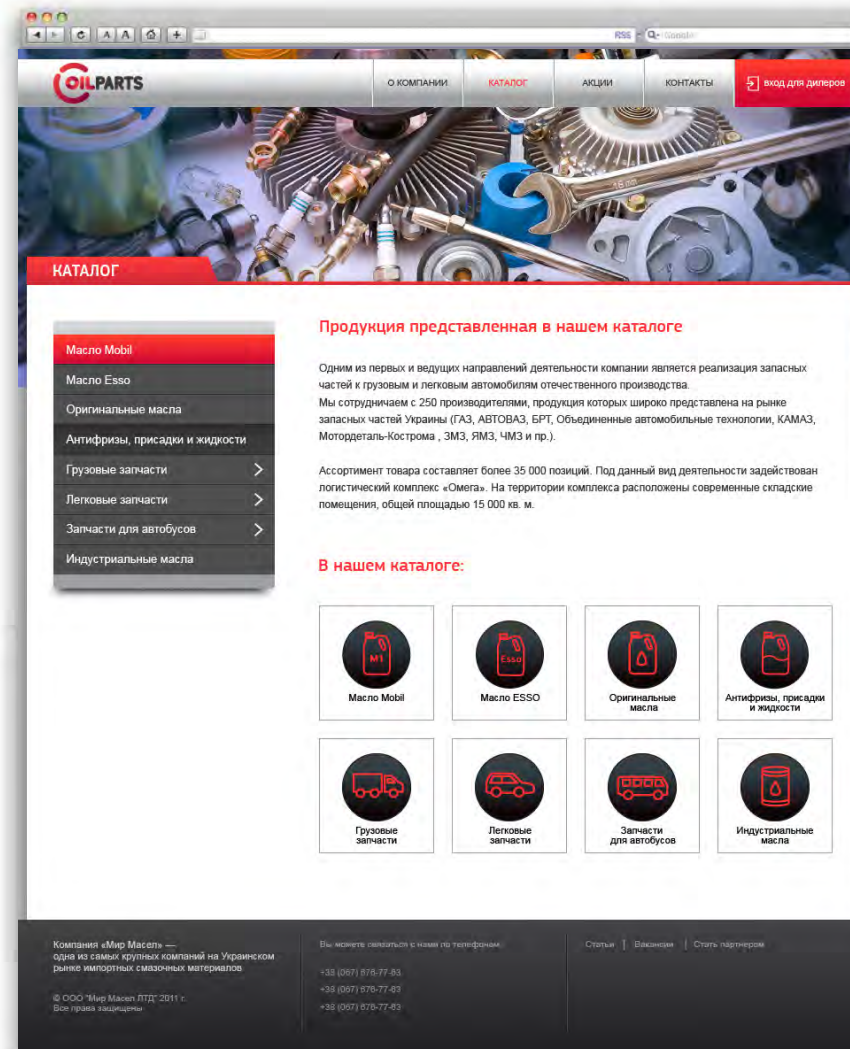 RSS
Google
OILPARTS
О КОМПАНИИ
КАТАЛОГ
АКЦИИ
КОНТАКТЫ
вход для дилеров
16 mm
КАТАЛОГ
Масло Mobil
Масло Esso
Оригинальные масла
Антифризы, присадки и жидкости
Грузовые запчасти
Легковые запчасти
Запчасти для автобусов
Индустриальные масла
Продукция представленная в нашем каталоге
Одним из первых и ведущих направлений деятельности компании является реализация запасных
частей к грузовым и легковым автомобилям отечественного производства.
Мы сотрудничаем с 250 производителями, продукция которых широко представлена на рынке
запасных частей Украины (ГАЗ, АВТОВАЗ, БРТ, Объединенные автомобильные технологии, КАМАЗ,
Мотордеталь-Кострома , ЗМЗ, ЯМЗ, ЧМЗ и пр.).
Ассортимент товара составляет более 35 000 позиций. Под данный вид деятельности задействован
логистический комплекс «Омега». На территории комплекса расположены современные складские
помещения, общей площадью 15 000 кв. м.
В нашем каталоге:
M1
Масло Mobil
Esso
Масло ESSO
Оригинальные
масла
Антифризы, присадки
и жидкости
Грузовые
запчасти
Легковые
запчасти
Запчасти
для автобусов
Индустриальные
масла
Компания «Мир Масел» —
одна из самых крупных компаний на Украинском
рынке импортных смазочных материалов
© ООО "Мир Масел ЛТД" 2011 г.
Все права защищены
Вы можете связаться с нами по телефонам:
+38 (067) 676-77-63
+38 (067) 676-77-63
+38 (067) 676-77-63
Статьи | Вакансии | Стать партнером